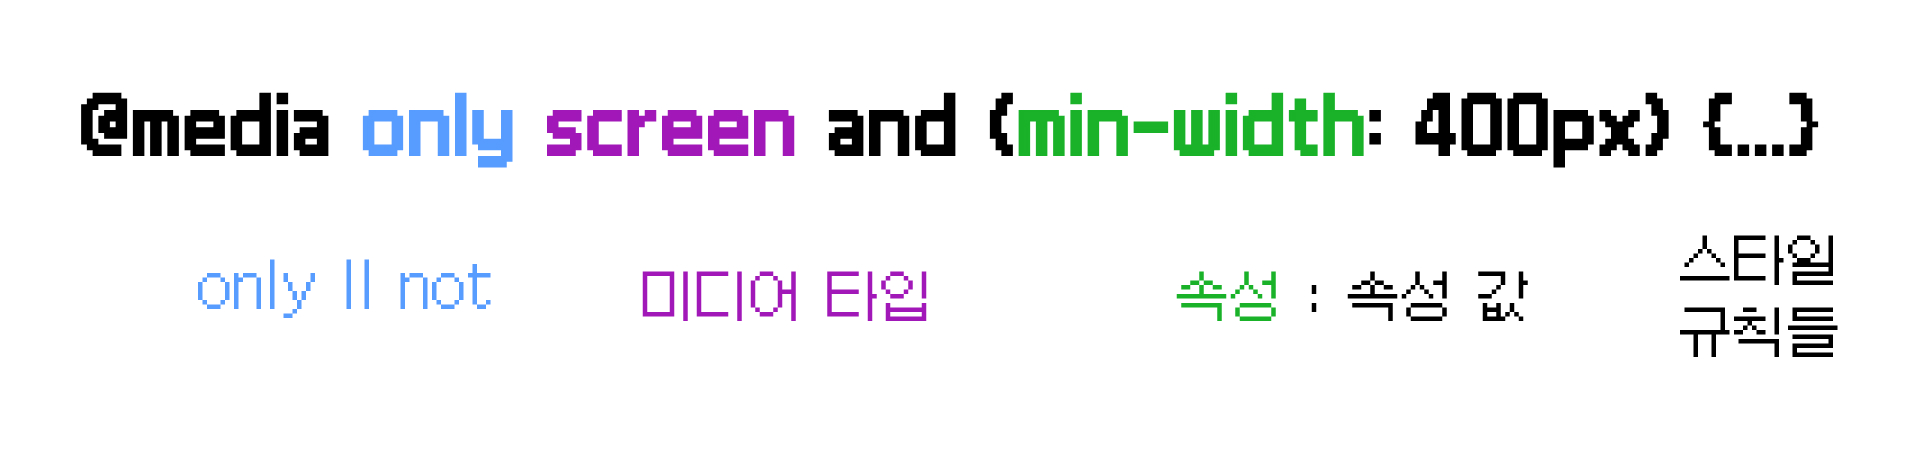 @media only screen and (min-width: 400px) {...}
only || not
미디어 타입
속성 : 속성 값
스타일
규칙들